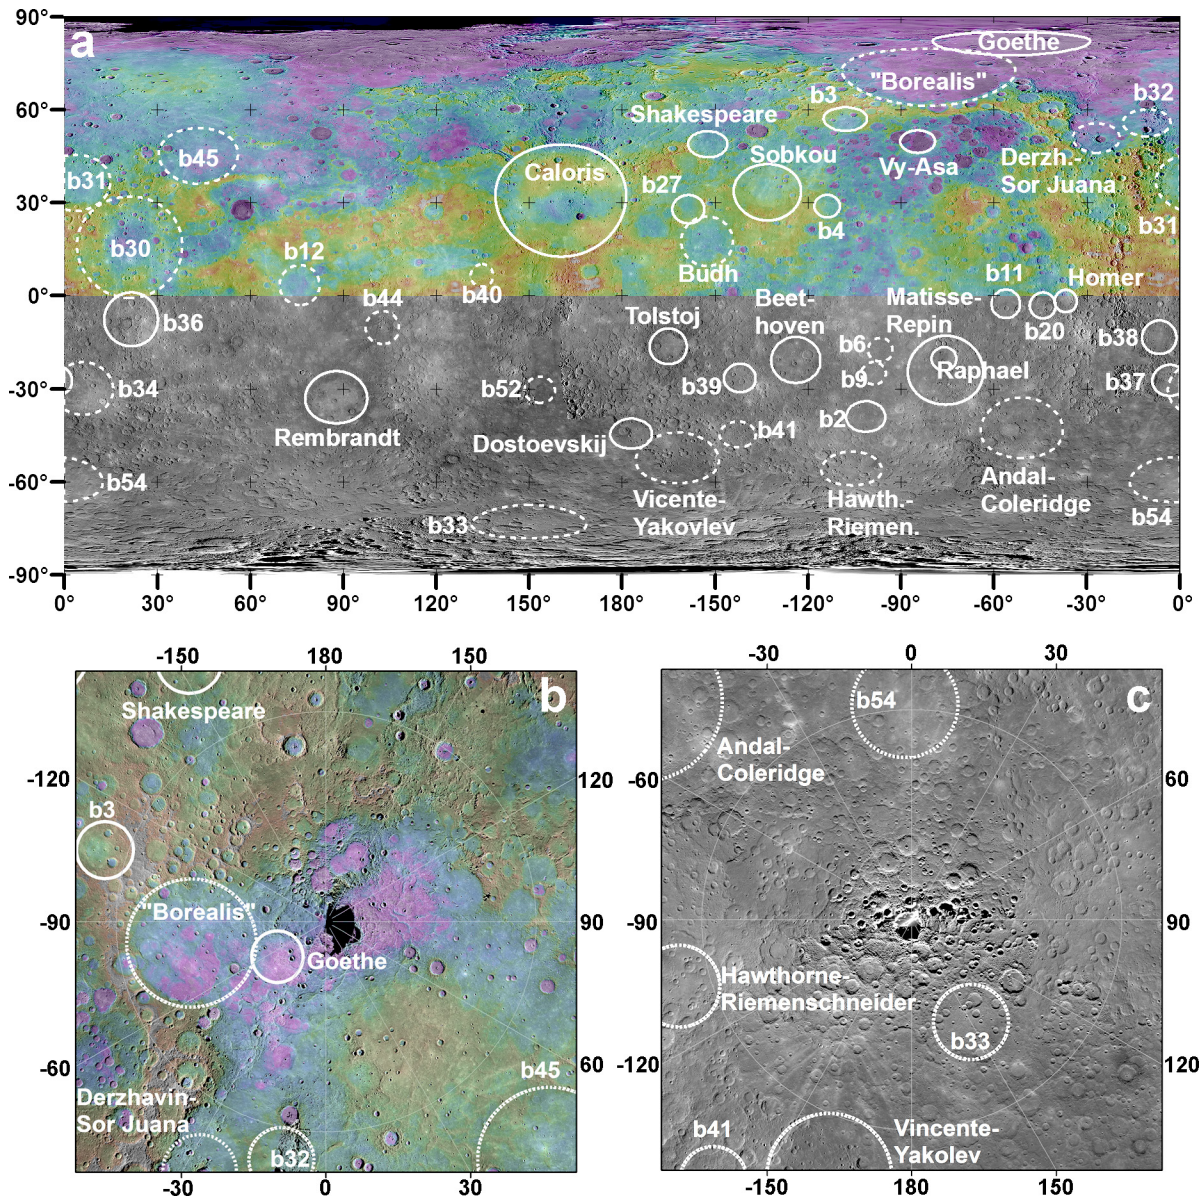 90°
a
Goethe
"Borealis"
b3
b32
60°
Shakespeare
b45
Sobkou
Vy-Asa
Derzh.-
Sor Juana
b31
Caloris
b27
30°
b4
b31
b30
b12
Budh
b11
Homer
0°
b40
b44
Beet-
hoven
Matisse-
Repin
b36
Tolstoj
b20
b38
b6
Raphael
b9
b37
-30°
b34
b52
b39
b2
Rembrandt
Dostoevskij
b41
-60°
b54
Andal-
Coleridge
Vicente-
Yakovlev
Hawth.-
Riemen.
b33
b54
-90°
0° 30° 60° 90° 120° 150° 180° -150° -120° -90° -60° -30° 0°
-150 180 150
b
Shakespeare
-120
120
b3
"Borealis"
-90
90
Goethe
-60
60
b45
Derzhavin-
Sor Juana
b32
-30 0 30
-30 0 30
c
b54
Andal-
Coleridge
-60
60
-90
90
Hawthorne-
Riemenschneider
b33
-120
120
b41
Vincente-
Yakolev
-150 180 150